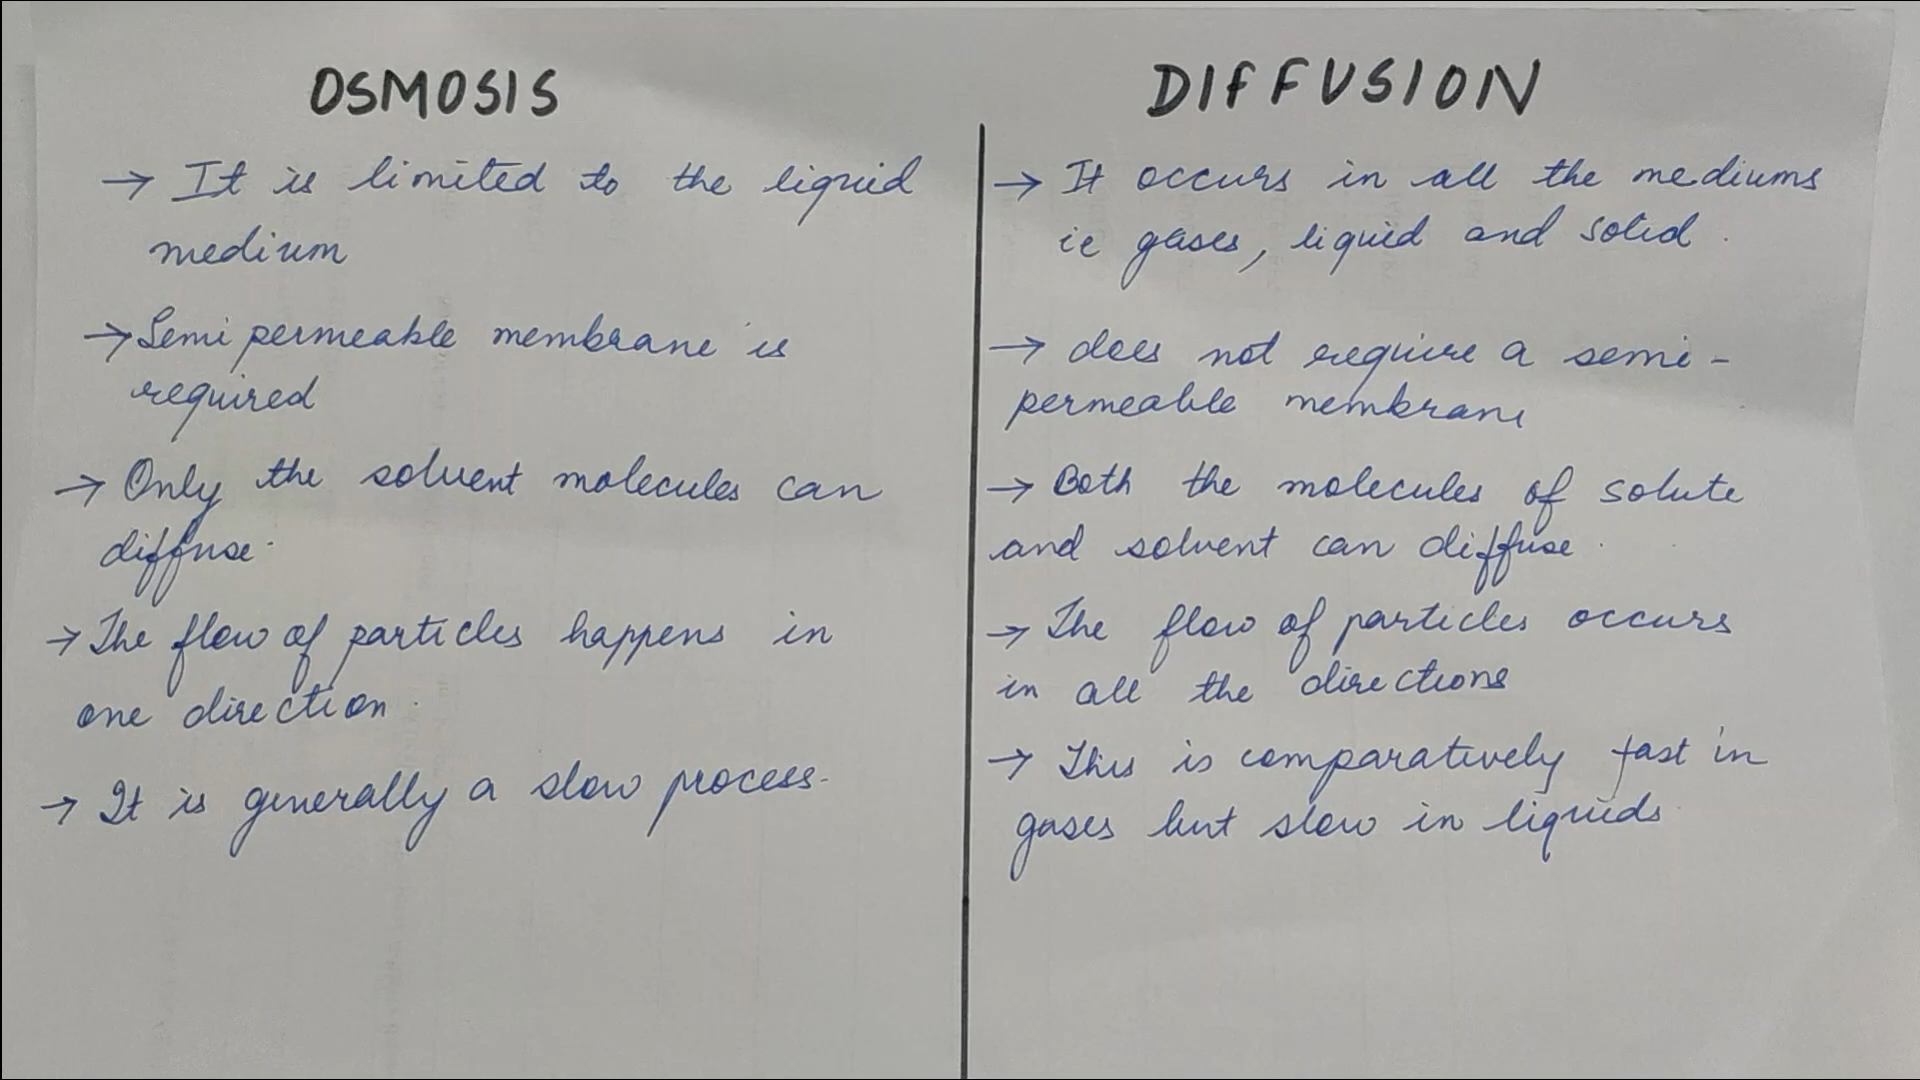 OSMOSIS
→ It is limited to the liquid
medium
→ Semi permeable membrane is
required
→ Only the solvent molecules can
diffuse.
→ The flow of particles happens in
one direction.
→ It is generally a slow process.
DIFFUSION
→ It occurs in all the mediums
ie gases, liquid and solid.
→ does not require a semi-
permeable membrane
→ Both the molecules of solute
and solvent can diffuse.
→ The flow of particles occurs
in all the directions
→ This is comparatively fast in
gases but slow in liquids